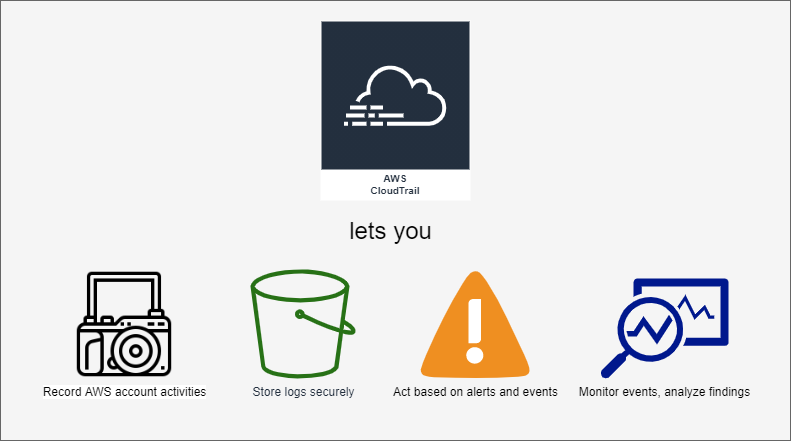 AWS
CloudTrail
lets you
Record AWS account activities
Store logs securely
Act based on alerts and events
Monitor events, analyze findings